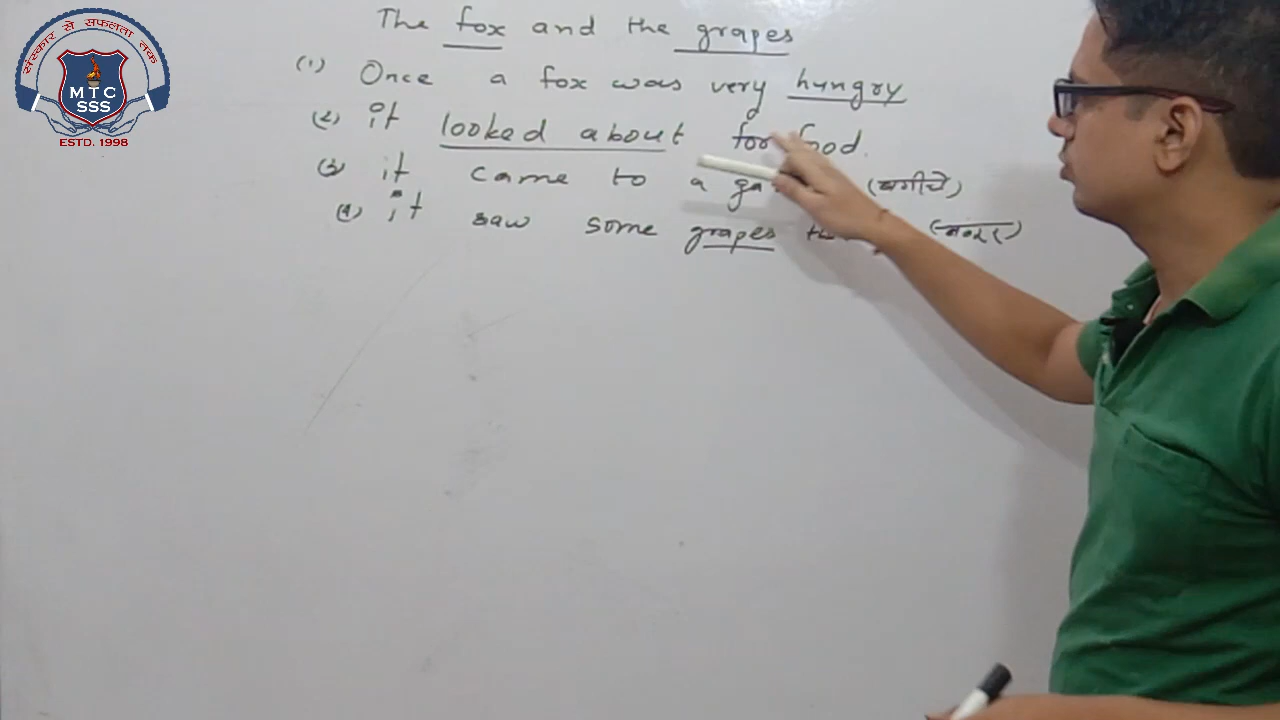 संस्कार से सफलता तक
MTC
SSS
ESTD. 1998
The fox and the grapes
(1) Once a fox was very hungry
(2) it looked about for food.
(3) it came to a (बगीचे)
(4) it saw some grapes